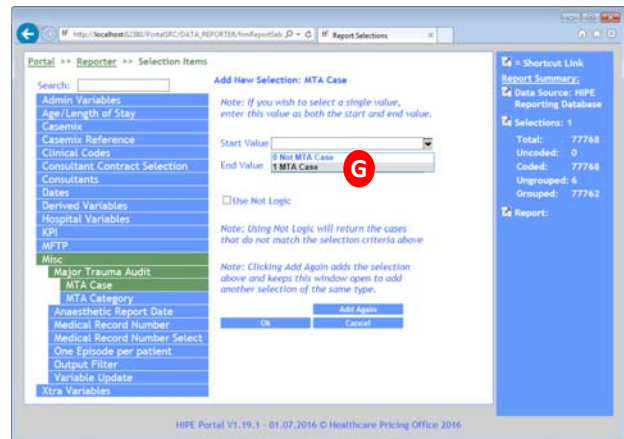 http://localhost:62380/PortalSRC/DATA_REPORTER/frmReportSele
Report Selections
Portal >> Reporter >> Selection Items
Search:
Admin Variables
Age/Length of Stay
Casemix
Casemix Reference
Clinical Codes
Consultant Contract Selection
Consultants
Dates
Derived Variables
Hospital Variables
KPI
MFTP
Misc
Major Trauma Audit
MTA Case
MTA Category
Anaesthetic Report Date
Medical Record Number
Medical Record Number Select
One Episode per patient
Output Filter
Variable Update
Xtra Variables
Add New Selection: MTA Case
Note: If you wish to select a single value,
enter this value as both the start and end value.
Start Value
0 Not MTA Case
End Value
1 MTA Case
G
Use Not Logic
Note: Using Not Logic will return the cases
that do not match the selection criteria above
Note: Clicking Add Again adds the selection
above and keeps this window open to add
another selection of the same type.
Add Again
Ok
Cancel
= Shortcut
Link
Report Summary:
Data Source: HIPE
Reporting Database
Selections: 1
Total: 77768
Uncoded: 0
Coded: 77768
Ungrouped: 6
Grouped: 77762
Report:
HIPE Portal V1.19.1 - 01.07.2016 © Healthcare Pricing Office 2016